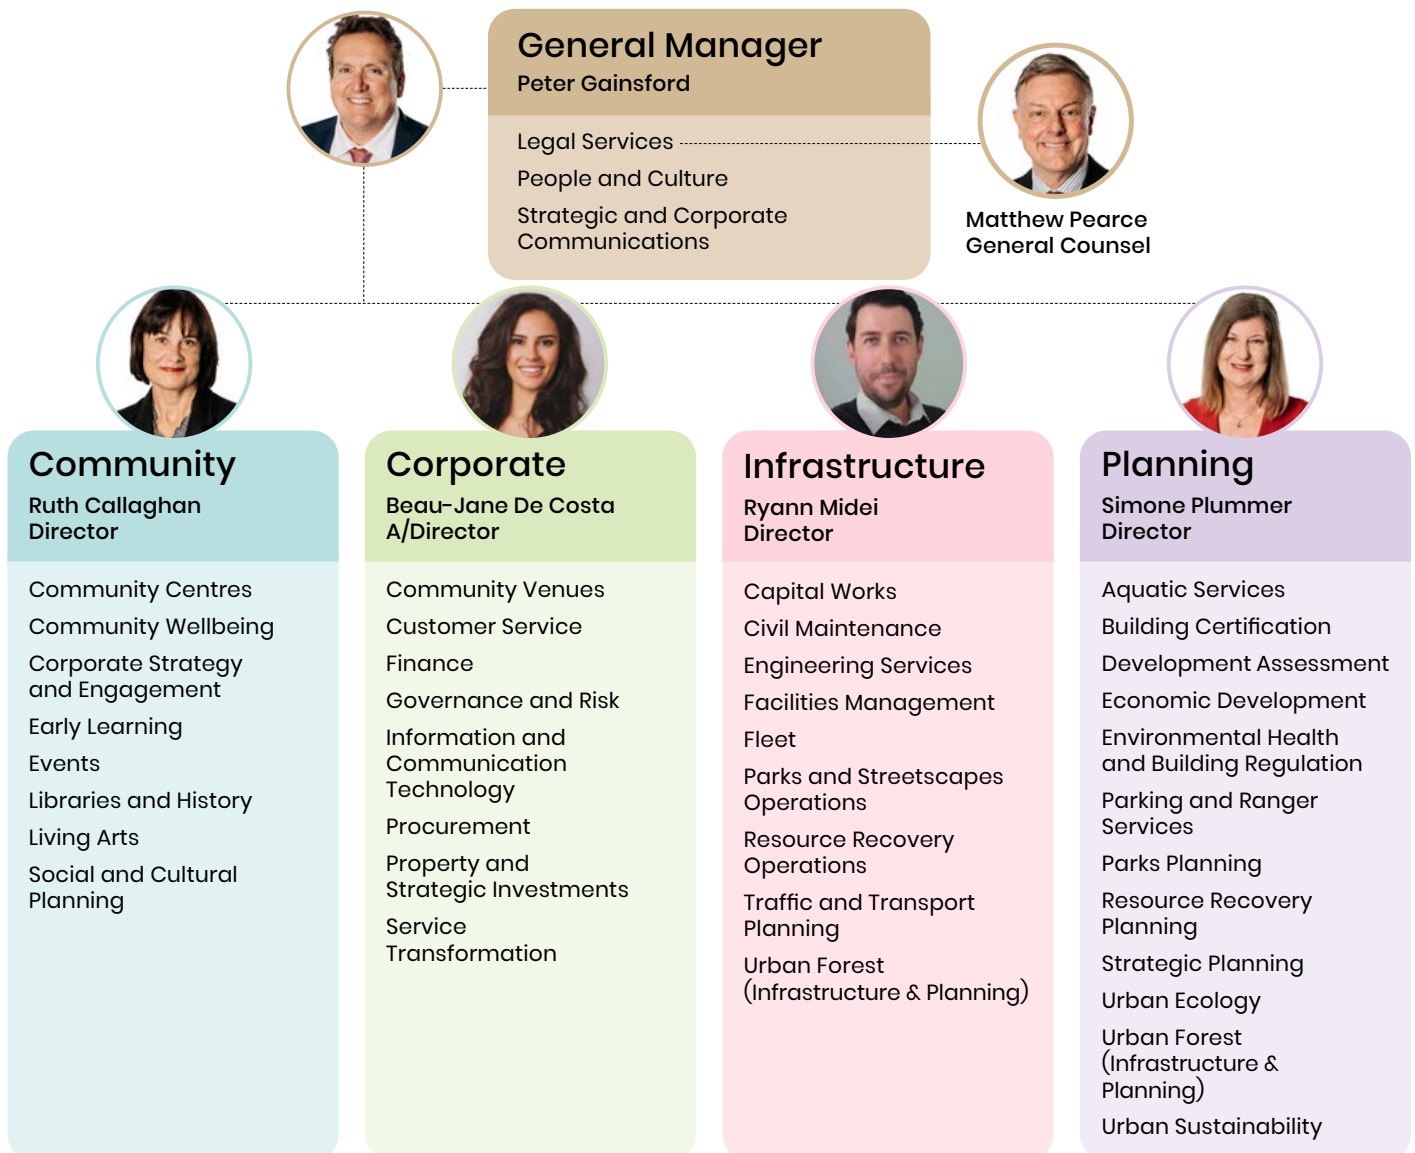 General Manager
Peter Gainsford
Legal Services
People and Culture
Strategic and Corporate
Communications
Matthew Pearce
General Counsel
Community
Ruth Callaghan
Director
Community Centres
Community Wellbeing
Corporate Strategy
and Engagement
Early Learning
Events
Libraries and History
Living Arts
Social and Cultural
Planning
Corporate
Beau-Jane De Costa
A/Director
Community Venues
Customer Service
Finance
Governance and Risk
Information and
Communication
Technology
Procurement
Property and
Strategic Investments
Service
Transformation
Infrastructure
Ryann Midei
Director
Capital Works
Civil Maintenance
Engineering Services
Facilities Management
Fleet
Parks and Streetscapes
Operations
Resource Recovery
Operations
Traffic and Transport
Planning
Urban Forest
(Infrastructure & Planning)
Planning
Simone Plummer
Director
Aquatic Services
Building Certification
Development Assessment
Economic Development
Environmental Health
and Building Regulation
Parking and Ranger
Services
Parks Planning
Resource Recovery
Planning
Strategic Planning
Urban Ecology
Urban Forest
(Infrastructure &
Planning)
Urban Sustainability